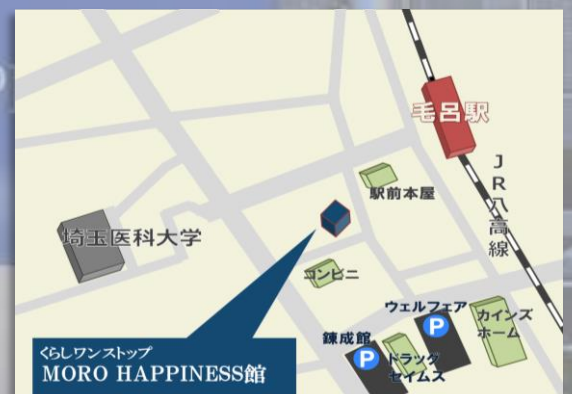 毛呂駅
JR八高線
駅前本屋
埼玉医科大学
コンビニ
ウェルフェア
P
カインズ
ホーム
錬成館
P
ドラッグ
セイムス
くらしワンストップ
MORO HAPPINESS館